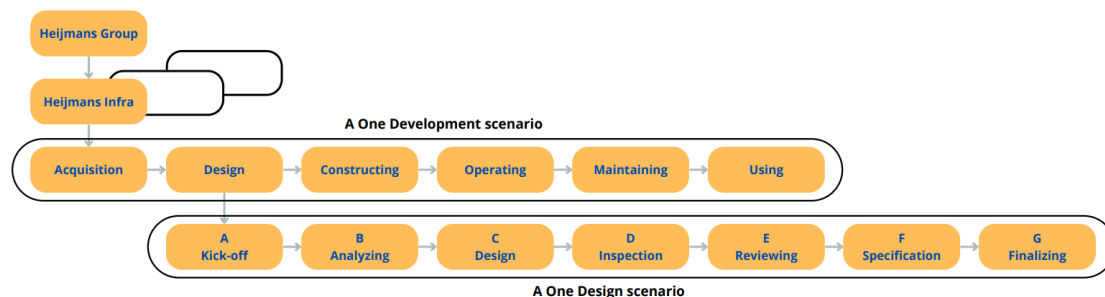 Heijmans Group
Heijmans Infra
A One Development scenario
Acquisition
Design
Constructing
Operating
Maintaining
Using
A
Kick-off
B
Analyzing
C
Design
D
Inspection
E
Reviewing
F
Specification
G
Finalizing
A One Design scenario